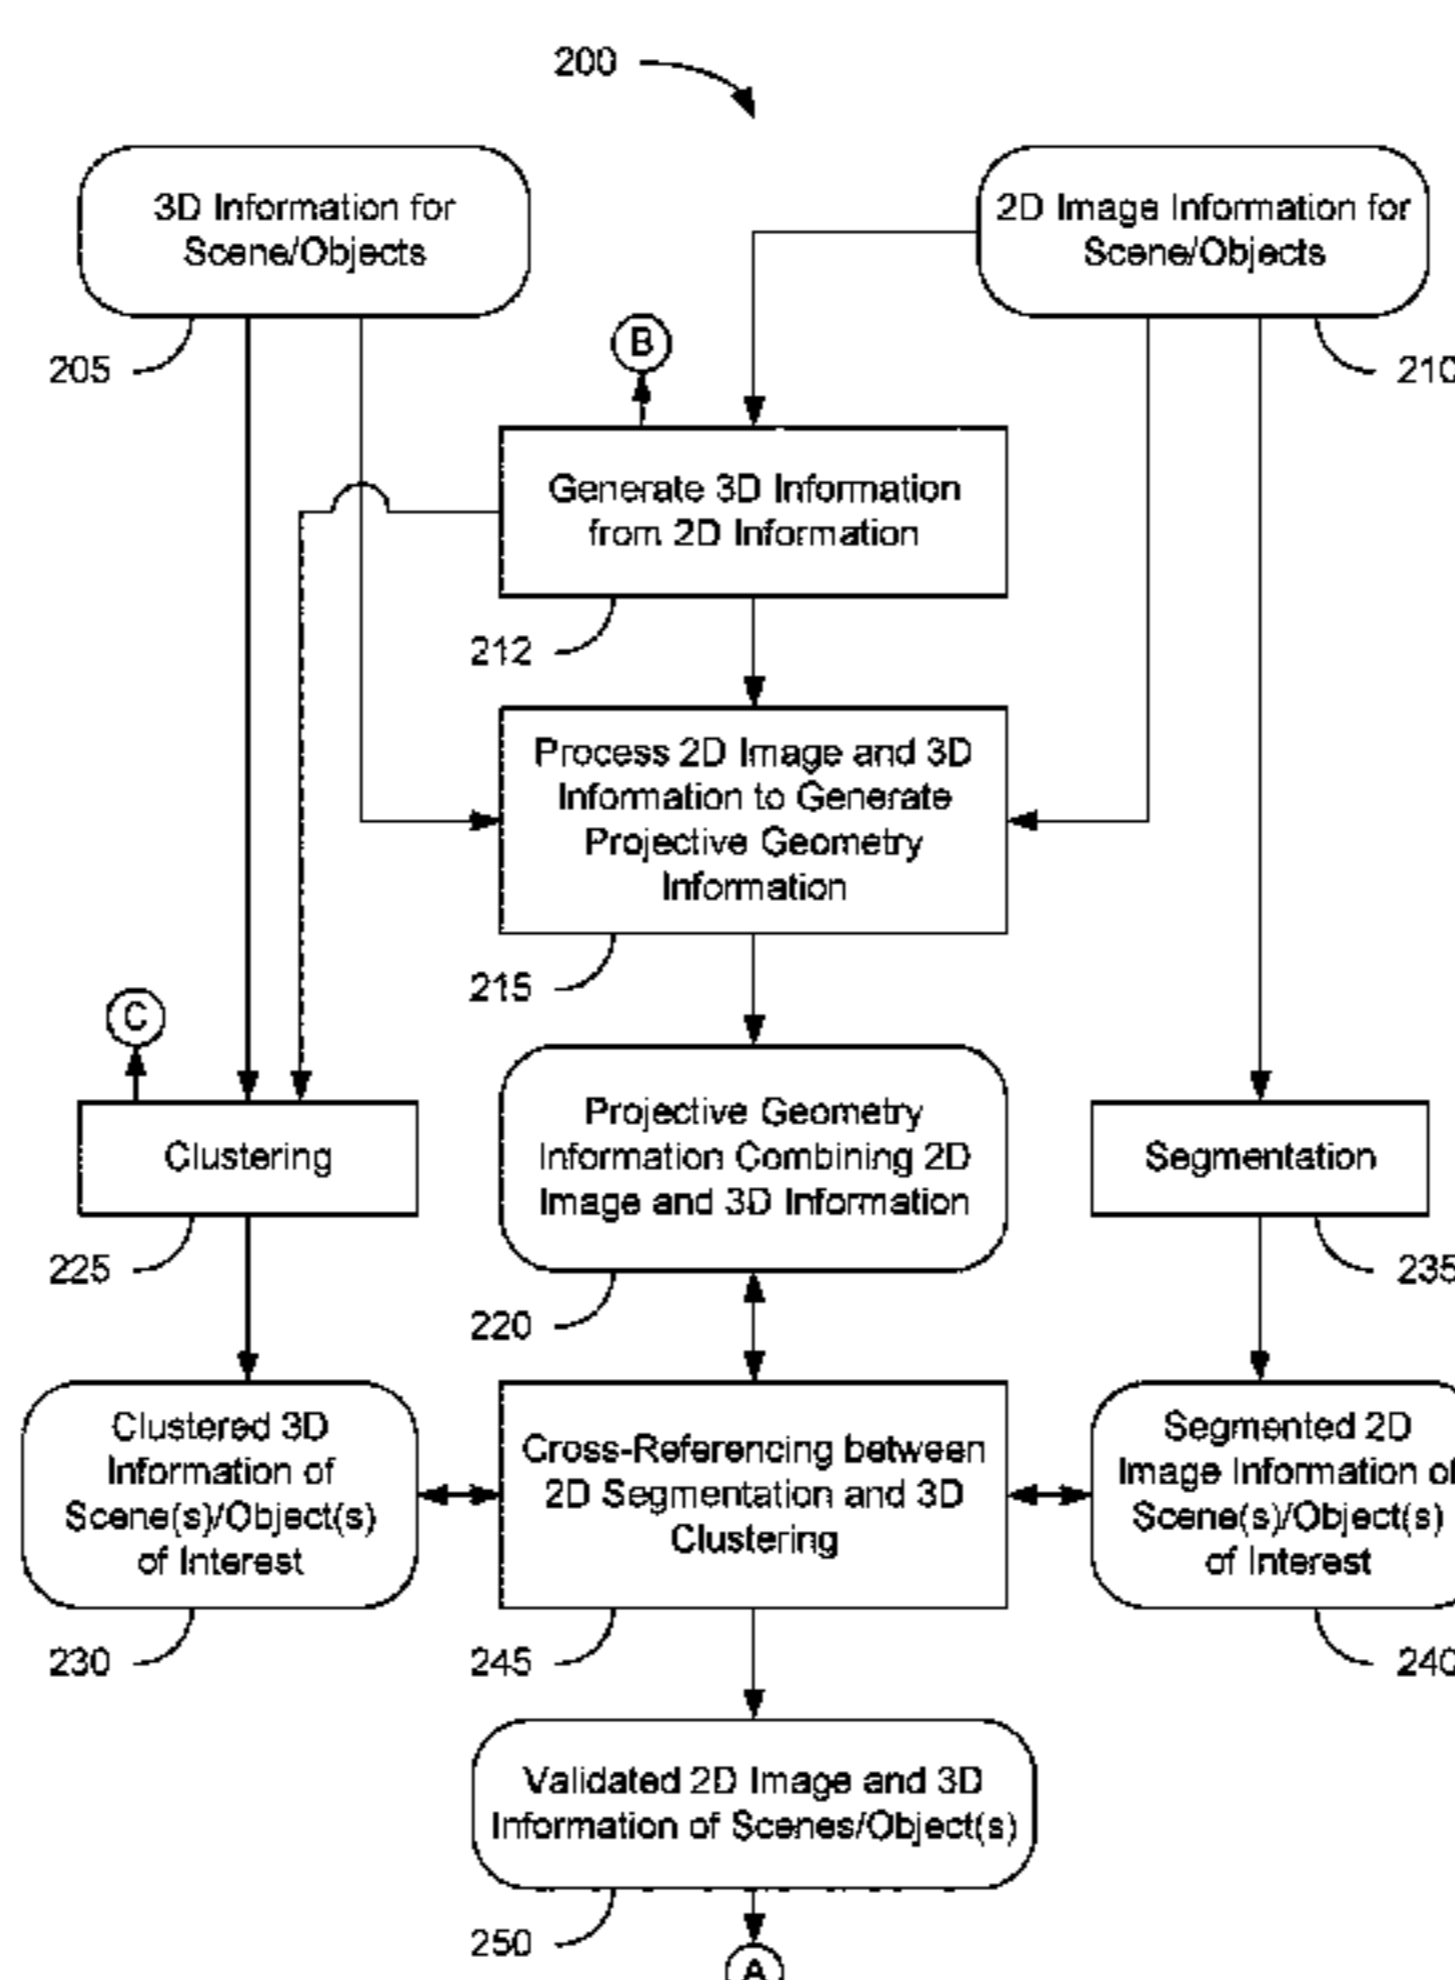 200
3D Information for
Scene/Objects
2D Image Information for
Scene/Objects
205
B
210
Generate 3D Information
from 2D Information
212
Process 2D Image and 3D
Information to Generate
Projective Geometry
Information
215
C
Clustering
Projective Geometry
Information Combining 2D
Image and 3D Information
Segmentation
225
235
220
Clustered 3D
Information of
Scene(s)/Object(s)
of Interest
Cross-Referencing between
2D Segmentation and 3D
Clustering
Segmented 2D
Image Information of
Scene(s)/Object(s)
of Interest
230
245
240
Validated 2D Image and 3D
Information of Scenes/Object(s)
250
A